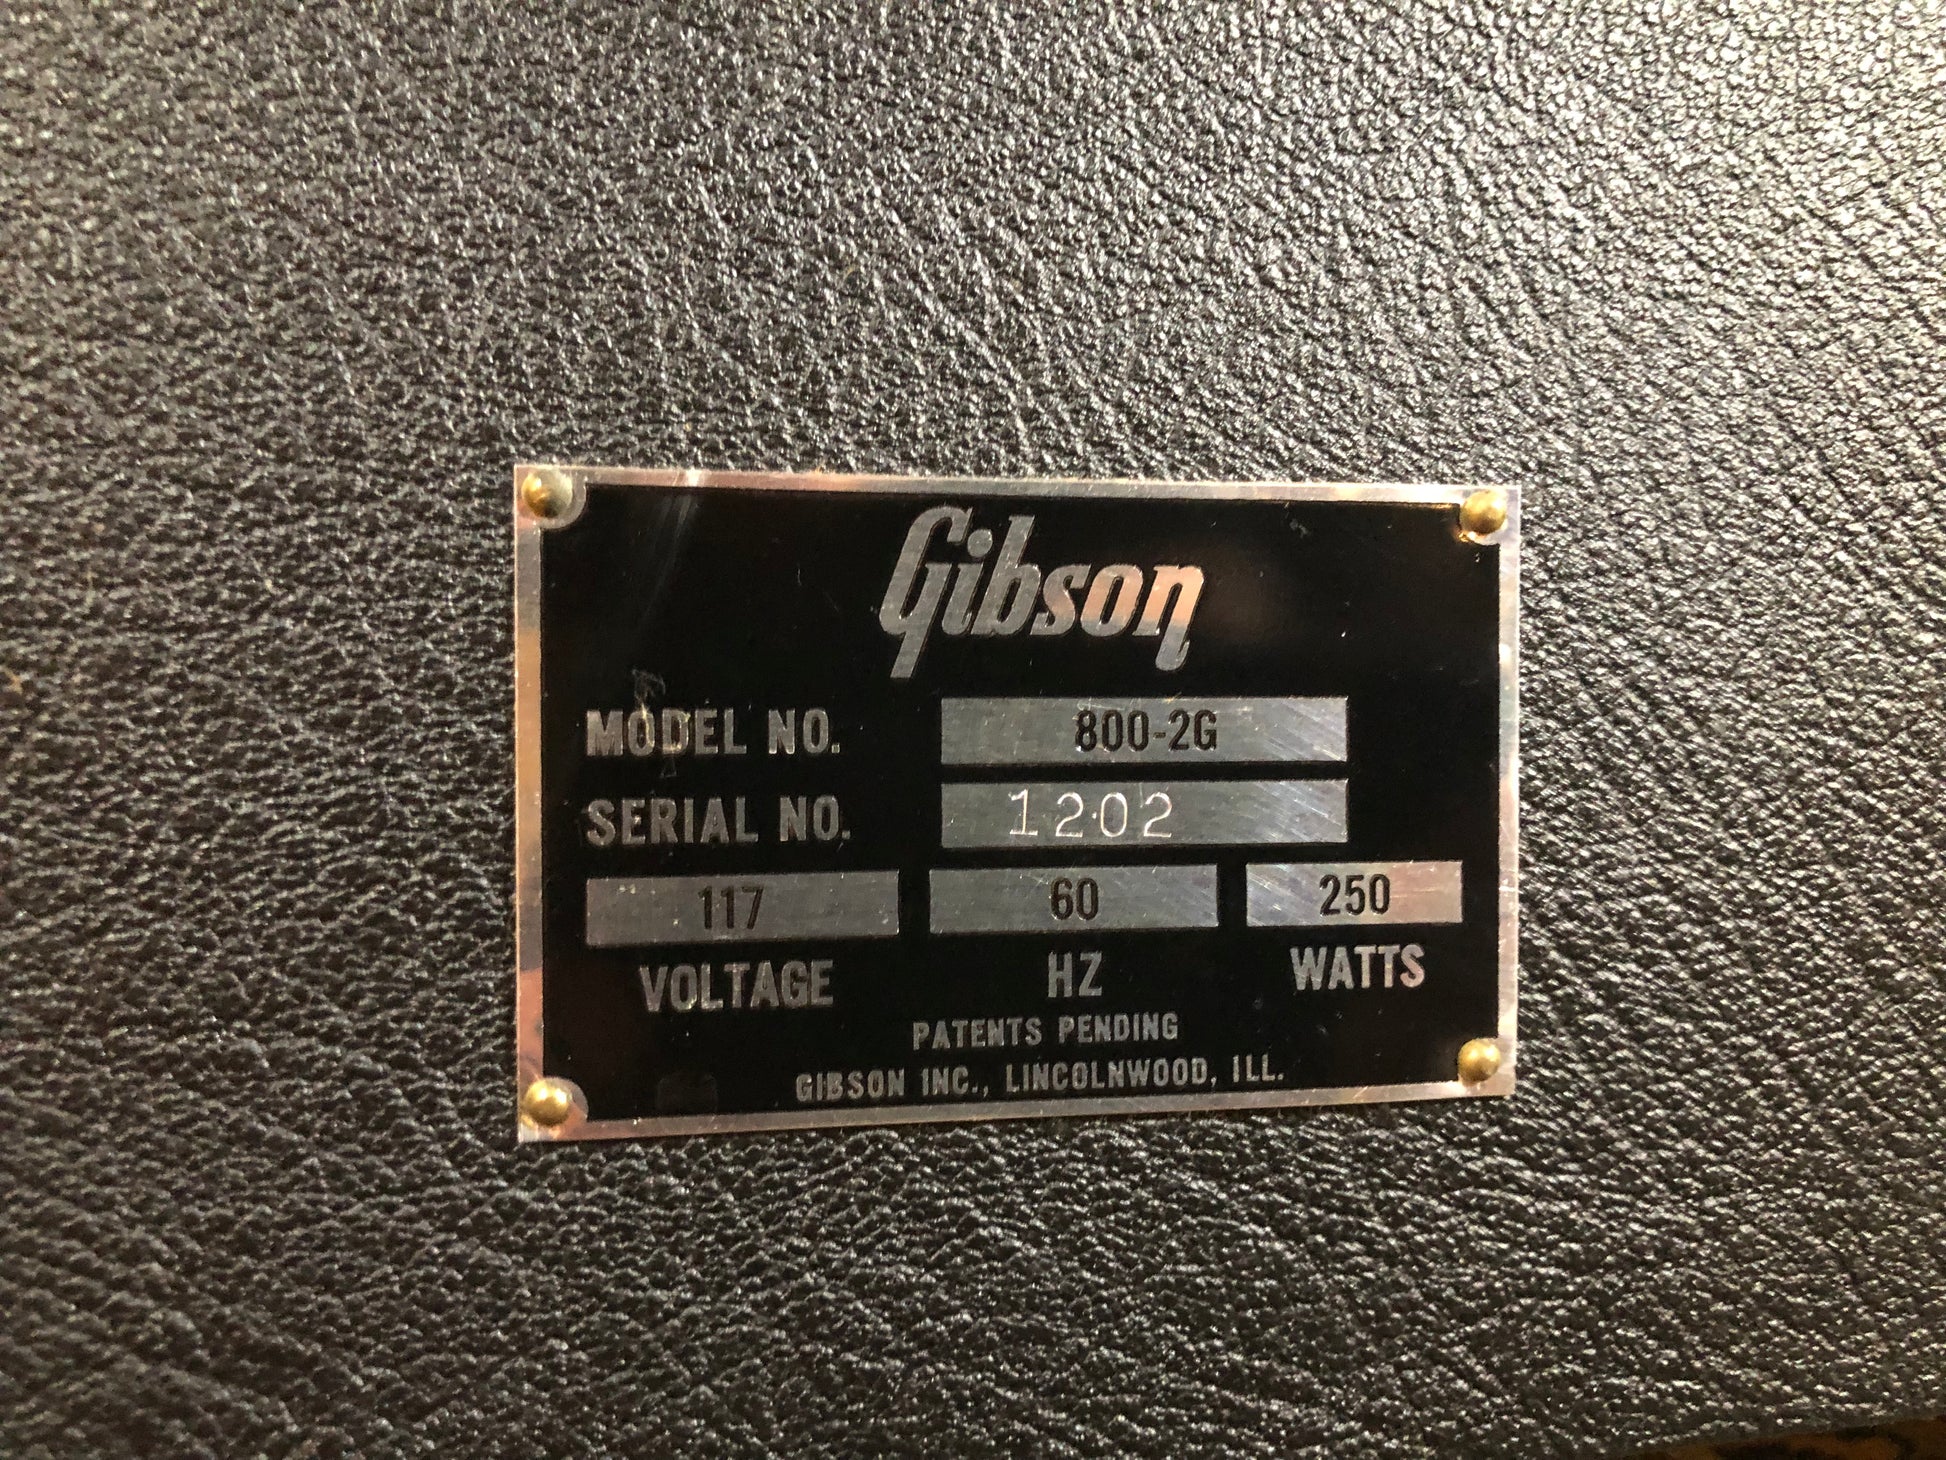 Gibson
MODEL NO. 800-2G
SERIAL NO. 1202
117 60 250
VOLTAGE HZ WATTS
PATENTS PENDING
GIBSON INC., LINCOLNWOOD, ILL.